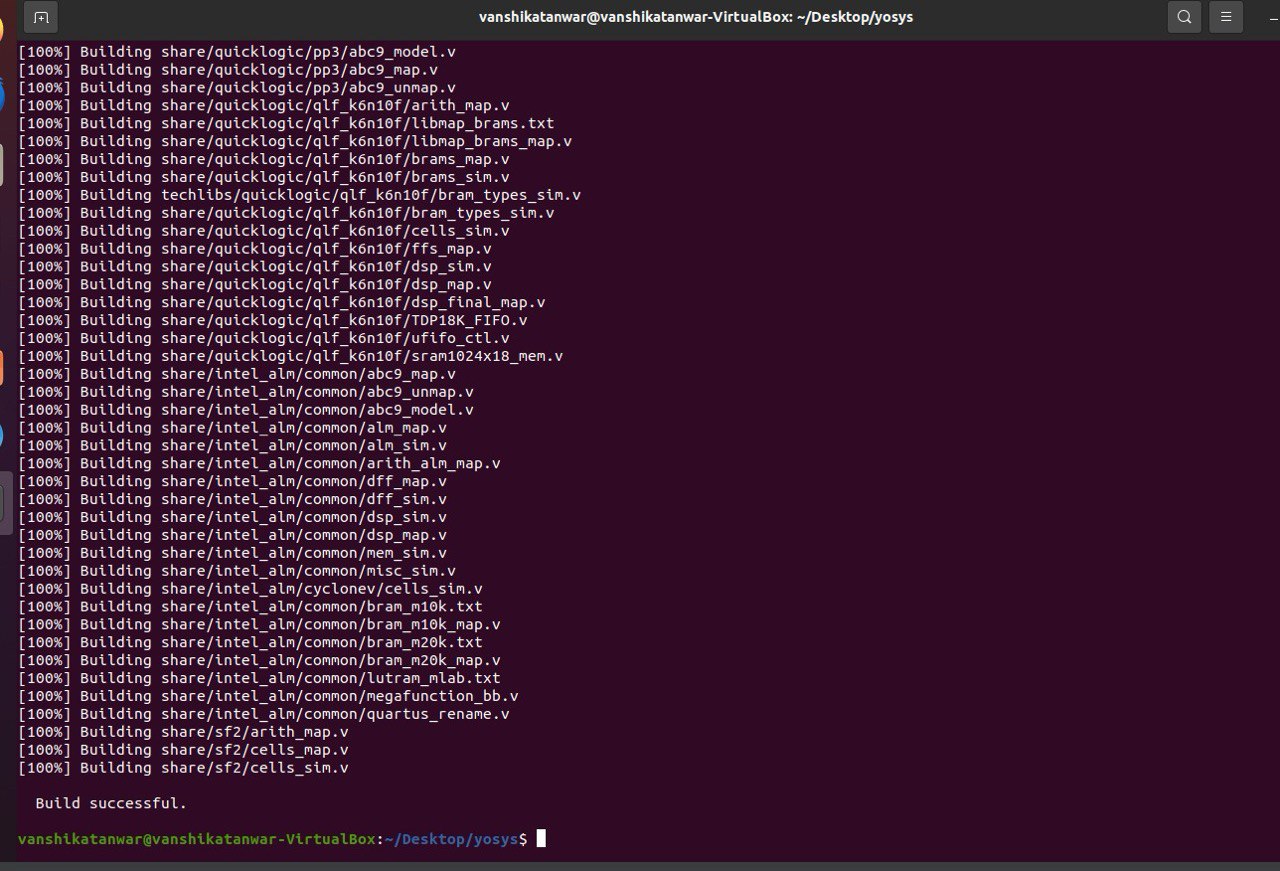 vanshikatanwar@vanshikatanwar-VirtualBox: ~/Desktop/yosys
[100%] Building share/quicklogic/pp3/abc9_model.v
[100%] Building share/quicklogic/pp3/abc9_map.v
[100%] Building share/quicklogic/pp3/abc9_unmap.v
[100%] Building share/quicklogic/qlf_k6n10f/arith_map.v
[100%] Building share/quicklogic/qlf_k6n10f/libmap_brams.txt
[100%] Building share/quicklogic/qlf_k6n10f/libmap_brams_map.v
[100%] Building share/quicklogic/qlf_k6n10f/brams_map.v
[100%] Building share/quicklogic/qlf_k6n10f/brams_sim.v
[100%] Building techlibs/quicklogic/qlf_k6n10f/bram_types_sim.v
[100%] Building share/quicklogic/qlf_k6n10f/bram_types_sim.v
[100%] Building share/quicklogic/qlf_k6n10f/cells_sim.v
[100%] Building share/quicklogic/qlf_k6n10f/ffs_map.v
[100%] Building share/quicklogic/qlf_k6n10f/dsp_sim.v
[100%] Building share/quicklogic/qlf_k6n10f/dsp_map.v
[100%] Building share/quicklogic/qlf_k6n10f/dsp_final_map.v
[100%] Building share/quicklogic/qlf_k6n10f/TDP18K_FIFO.v
[100%] Building share/quicklogic/qlf_k6n10f/ufifo_ctl.v
[100%] Building share/quicklogic/qlf_k6n10f/sram1024x18_mem.v
[100%] Building share/intel_alm/common/abc9_map.v
[100%] Building share/intel_alm/common/abc9_unmap.v
[100%] Building share/intel_alm/common/abc9_model.v
[100%] Building share/intel_alm/common/alm_map.v
[100%] Building share/intel_alm/common/alm_sim.v
[100%] Building share/intel_alm/common/arith_alm_map.v
[100%] Building share/intel_alm/common/dff_map.v
[100%] Building share/intel_alm/common/dff_sim.v
[100%] Building share/intel_alm/common/dsp_sim.v
[100%] Building share/intel_alm/common/dsp_map.v
[100%] Building share/intel_alm/common/mem_sim.v
[100%] Building share/intel_alm/common/misc_sim.v
[100%] Building share/intel_alm/cyclonev/cells_sim.v
[100%] Building share/intel_alm/common/bram_m10k.txt
[100%] Building share/intel_alm/common/bram_m10k_map.v
[100%] Building share/intel_alm/common/bram_m20k.txt
[100%] Building share/intel_alm/common/bram_m20k_map.v
[100%] Building share/intel_alm/common/lutram_mlab.txt
[100%] Building share/intel_alm/common/megafunction_bb.v
[100%] Building share/intel_alm/common/quartus_rename.v
[100%] Building share/sf2/arith_map.v
[100%] Building share/sf2/cells_map.v
[100%] Building share/sf2/cells_sim.v
Build successful.
vanshikatanwar@vanshikatanwar-VirtualBox:~/Desktop/yosys$